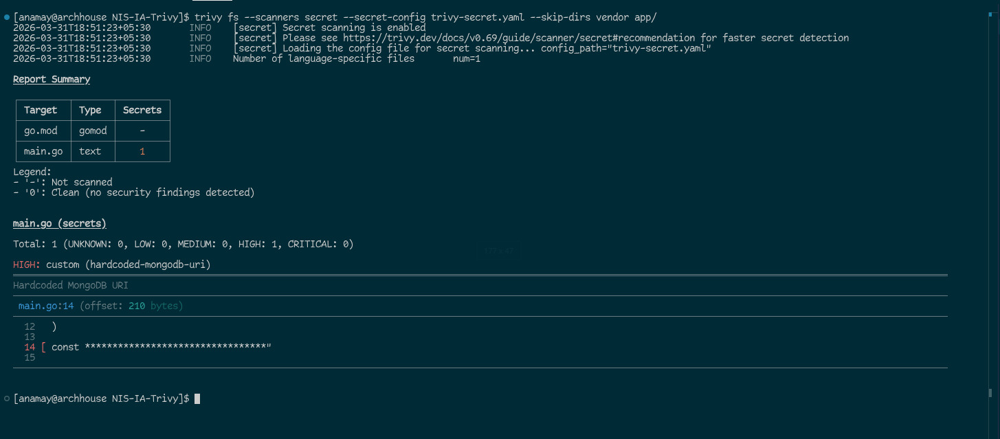 [anamay@archhouse NIS-IA-Trivy]$ trivy fs --scanners secret --secret-config trivy-secret.yaml --skip-dirs vendor app/
2026-03-31T18:51:23+05:30 INFO [secret] Secret scanning is enabled
2026-03-31T18:51:23+05:30 INFO [secret] Please see https://trivy.dev/docs/v0.69/guide/scanner/secret#recommendation for faster secret detection
2026-03-31T18:51:23+05:30 INFO [secret] Loading the config file for secret scanning... config_path="trivy-secret.yaml"
2026-03-31T18:51:23+05:30 INFO Number of language-specific files num=1
Report Summary
Target Type Secrets
go.mod gomod -
main.go text 1
Legend:
- '-': Not scanned
- '0': Clean (no security findings detected)
main.go (secrets)
Total: 1 (UNKNOWN: 0, LOW: 0, MEDIUM: 0, HIGH: 1, CRITICAL: 0)
HIGH: custom (hardcoded-mongodb-uri)
Hardcoded MongoDB URI
main.go:14 (offset: 210 bytes)
12 )
13
14 [ const *********************************"
15
[anamay@archhouse NIS-IA-Trivy]$